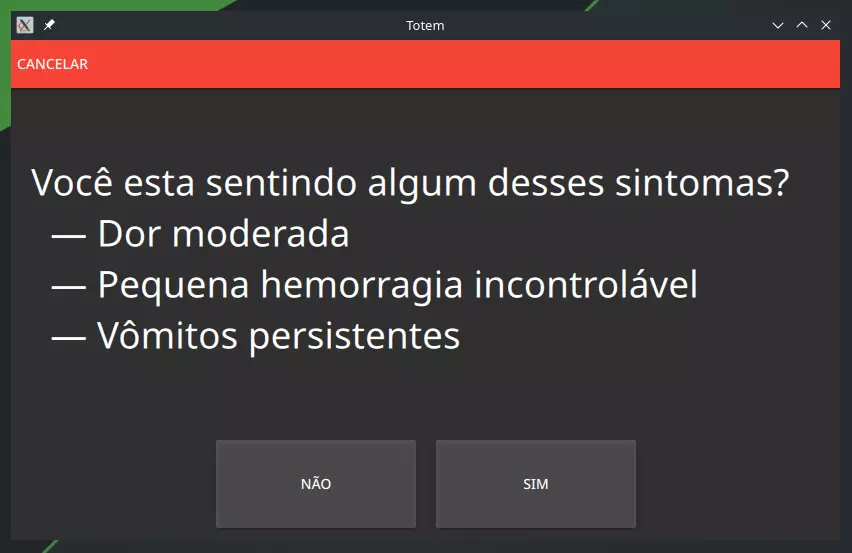 Totem
CANCELAR
Você esta sentindo algum desses sintomas?
— Dor moderada
— Pequena hemorragia incontrolável
— Vômitos persistentes
NÃO
SIM